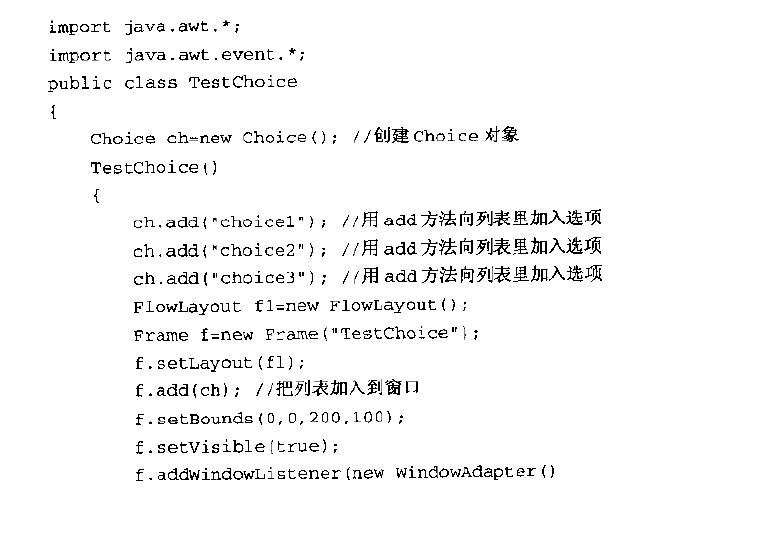 import java.awt.*;
import java.awt.event.*;
public class TestChoice
{
Choice ch=new Choice(); //创建Choice 对象
TestChoice()
{
ch.add("choice1"); //用 add 方法向列表里加入选项
ch.add("choice2"); //用 add 方法向列表里加入选项
ch.add("choice3"); //用 add 方法向列表里加入选项
FlowLayout fl=new FlowLayout();
Frame f=new Frame("TestChoice");
f.setLayout(fl);
f.add(ch); //把列表加入到窗口
f.setBounds(0,0,200,100);
f.setVisible(true);
f.addWindowListener(new WindowAdapter()